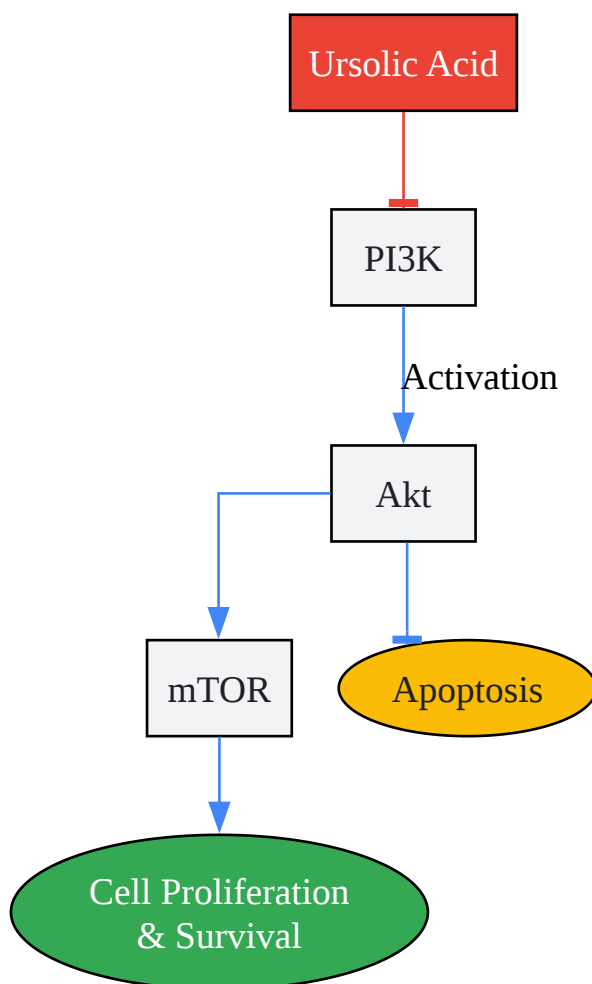 Ursolic Acid
PI3K
Activation
Akt
mTOR
Apoptosis
Cell Proliferation
& Survival